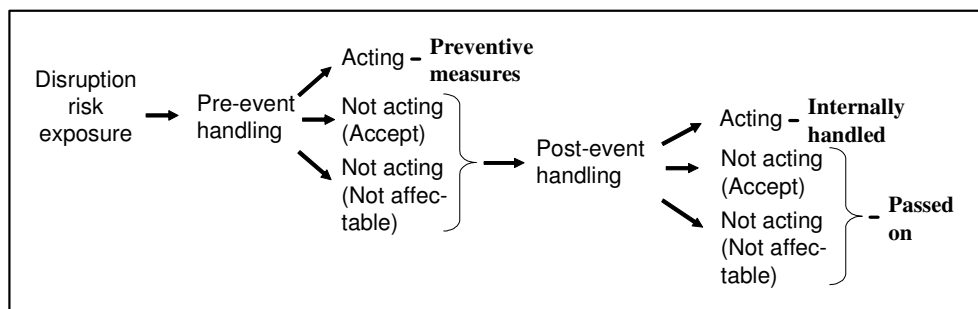 Disruption
risk
exposure
Pre-event
handling
Acting – Preventive
measures
Not acting
(Accept)
Not acting
(Not affec-
table)
Post-event
handling
Acting – Internally
handled
Not acting
(Accept)
Not acting
(Not affec-
table)
– Passed
on